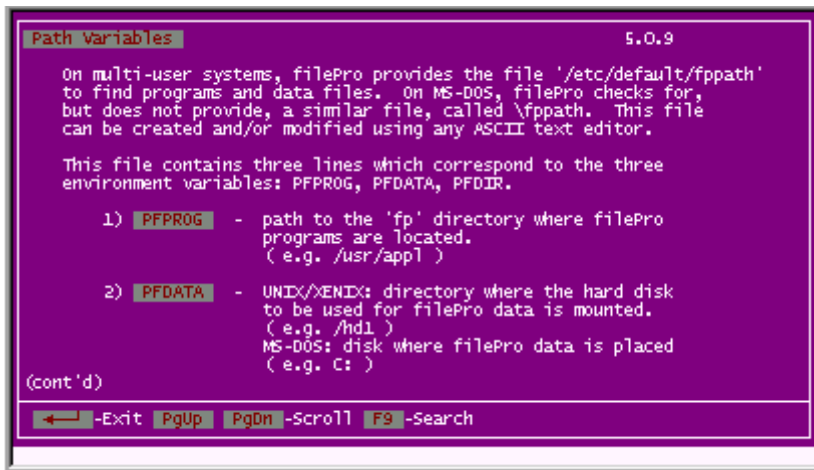 Path Variables 5.0.9
On multi-user systems, filePro provides the file '/etc/default/fppath'
to find programs and data files. On MS-DOS, filePro checks for,
but does not provide, a similar file, called \fppath. This file
can be created and/or modified using any ASCII text editor.
This file contains three lines which correspond to the three
environment variables: PFPROG, PFDATA, PFDIR.
1) PFPROG - path to the 'fp' directory where filePro
programs are located.
( e.g. /usr/appl )
2) PFDATA - UNIX/XENIX: directory where the hard disk
to be used for filePro data is mounted.
( e.g. /hd1 )
MS-DOS: disk where filePro data is placed
( e.g. C: )
(cont'd)
-Exit PgUp PgDn -Scroll F9 -Search